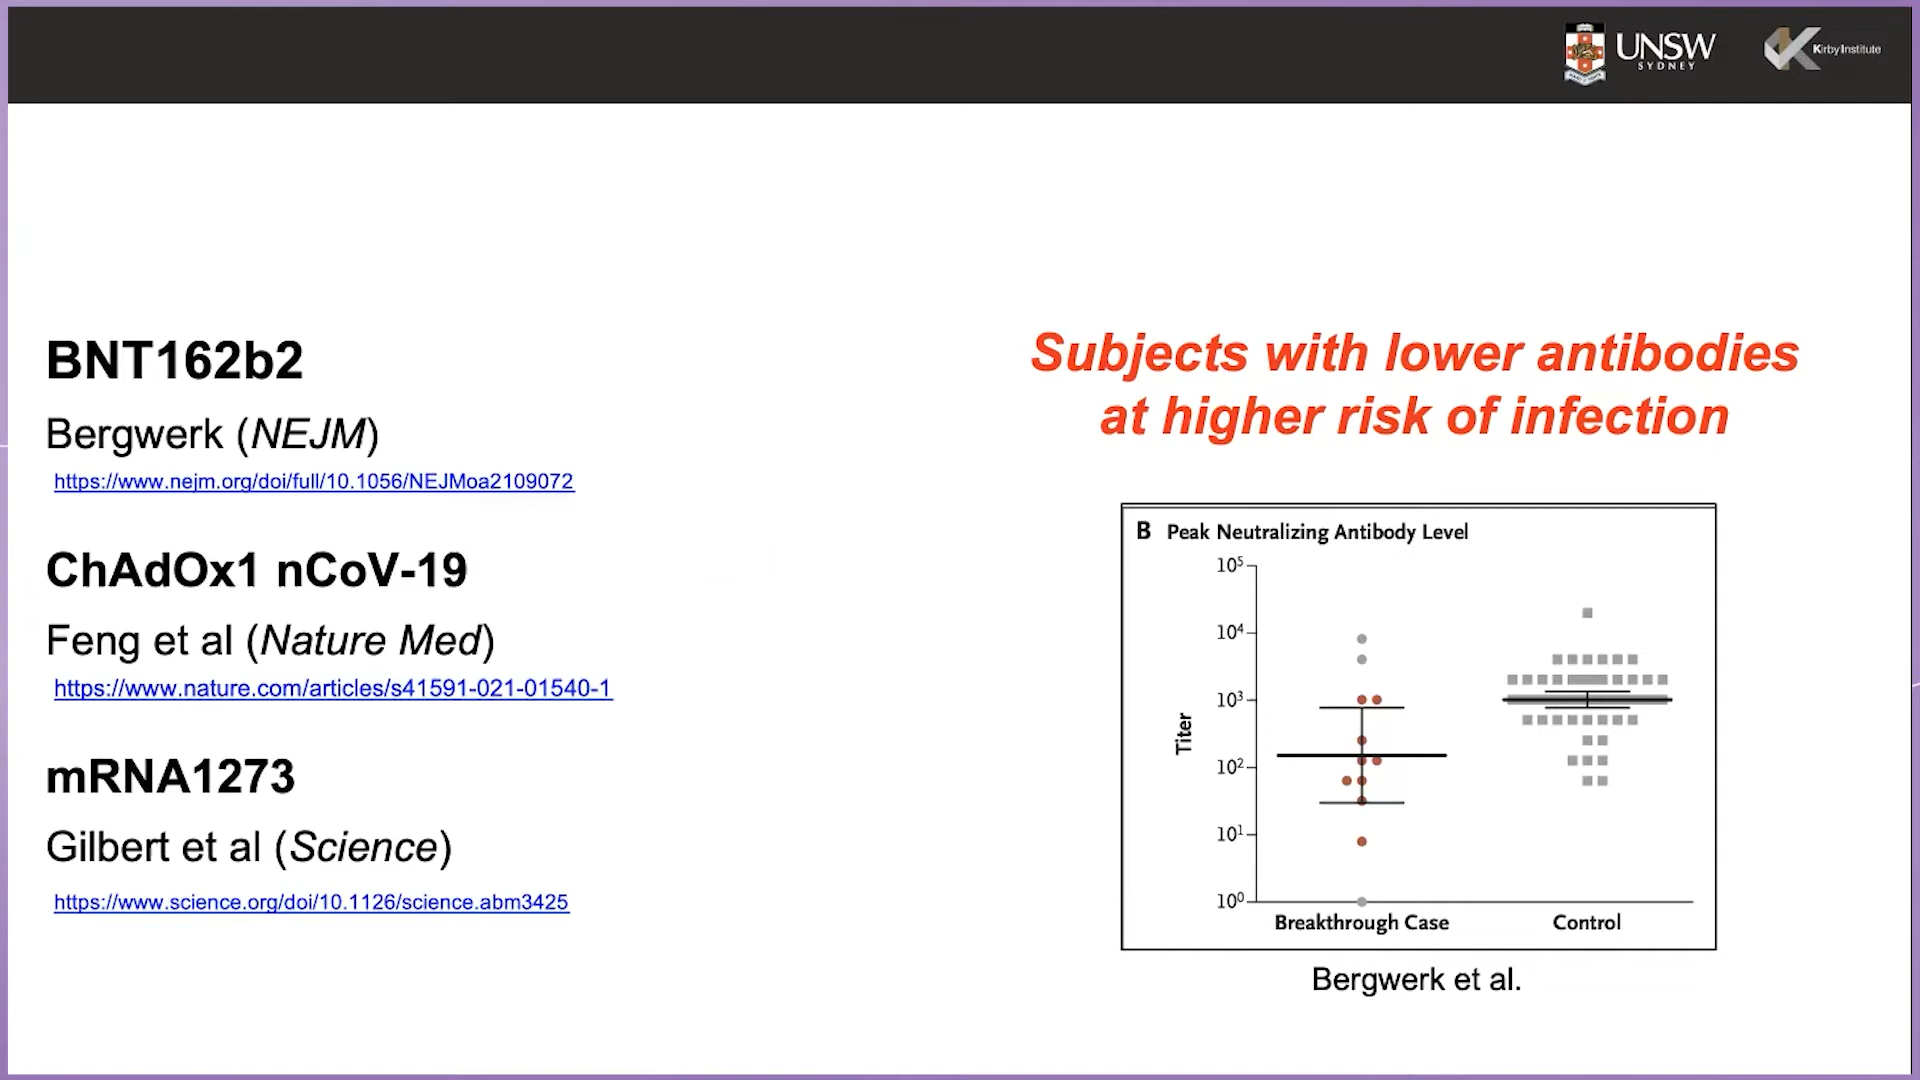 UNSW
SYDNEY
Kirby Institute
BNT162b2
Bergwerk (NEJM)
https://www.nejm.org/doi/full/10.1056/NEJMoa2109072
ChAdOx1 nCoV-19
Feng et al (Nature Med)
https://www.nature.com/articles/s41591-021-01540-1
mRNA1273
Gilbert et al (Science)
https://www.science.org/doi/10.1126/science.abm3425
Subjects with lower antibodies
at higher risk of infection
B Peak Neutralizing Antibody Level
10⁵
10⁴
10³
10²
10¹
10⁰
Titer
Breakthrough Case Control
Bergwerk et al.